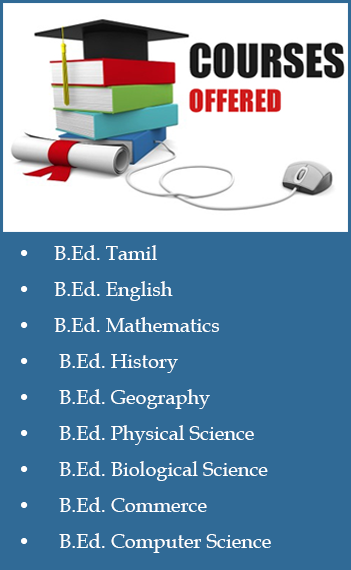 COURSES
OFFERED
• B.Ed. Tamil
• B.Ed. English
• B.Ed. Mathematics
• B.Ed. History
• B.Ed. Geography
• B.Ed. Physical Science
• B.Ed. Biological Science
• B.Ed. Commerce
• B.Ed. Computer Science